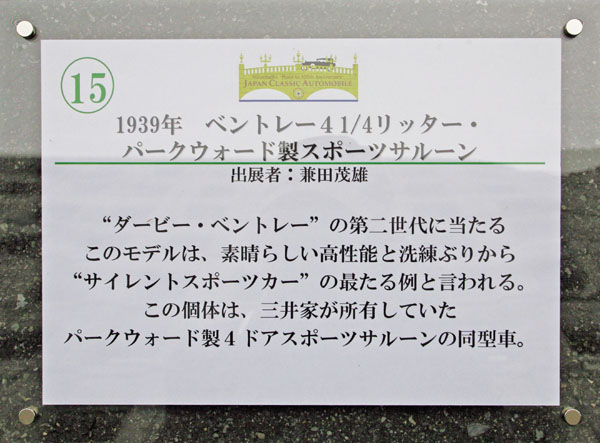 15
JAPAN CLASSIC AUTOMOBILE
1939年　ベントレー４1/4リッター・
パークウォード製スポーツサルーン
出展者：兼田茂雄
“ダービー・ベントレー”の第二世代に当たる
このモデルは、素晴らしい高性能と洗練ぶりから
“サイレントスポーツカー”の最たる例と言われる。
この個体は、三井家が所有していた
パークウォード製４ドアスポーツサルーンの同型車。